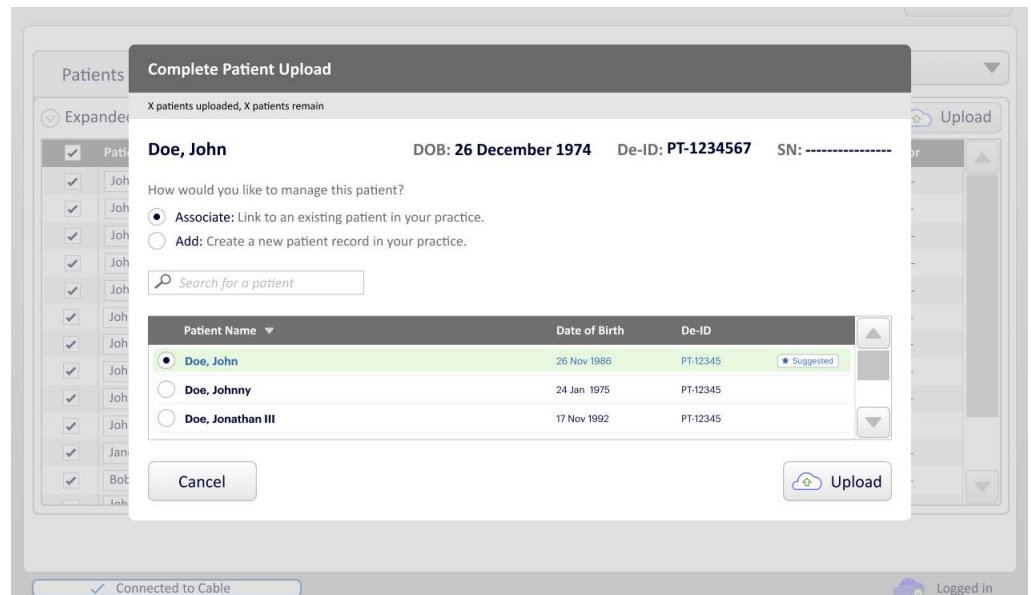 Patients
Complete Patient Upload
Expanded
X patients uploaded, X patients remain
Upload
Doe, John DOB: 26 December 1974 De-ID: PT-1234567 SN: ----------------
How would you like to manage this patient?
Associate: Link to an existing patient in your practice.
Add: Create a new patient record in your practice.
Search for a patient
Patient Name Date of Birth De-ID
Doe, John 26 Nov 1986 PT-12345 Suggested
Doe, Johnny 24 Jan 1975 PT-12345
Doe, Jonathan III 17 Nov 1992 PT-12345
Cancel Upload
Connected to Cable Logged in